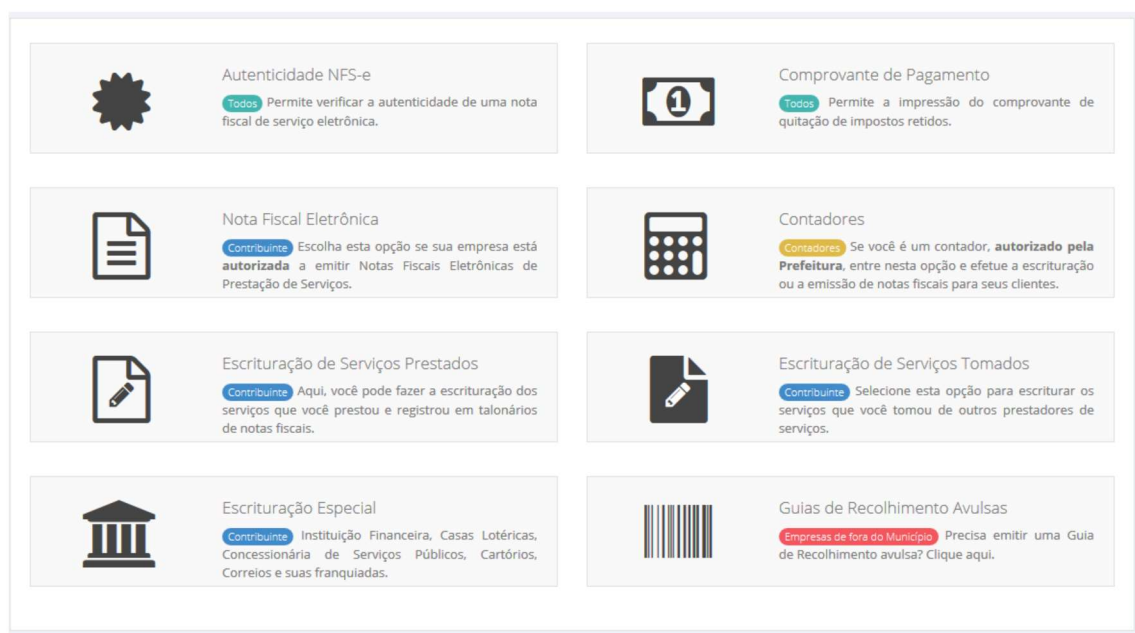 Autenticidade NFS-e
Todos Permite verificar a autenticidade de uma nota
fiscal de serviço eletrônica.
1
Comprovante de Pagamento
Todos Permite a impressão do comprovante de
quitação de impostos retidos.
Nota Fiscal Eletrônica
Contribuinte Escolha esta opção se sua empresa está
autorizada a emitir Notas Fiscais Eletrônicas de
Prestação de Serviços.
Contadores
Contadores Se você é um contador, autorizado pela
Prefeitura, entre nesta opção e efetue a escrituração
ou a emissão de notas fiscais para seus clientes.
Escrituração de Serviços Prestados
Contribuinte Aqui, você pode fazer a escrituração dos
serviços que você prestou e registrou em talonários
de notas fiscais.
Escrituração de Serviços Tomados
Contribuinte Selecione esta opção para escriturar os
serviços que você tomou de outros prestadores de
serviços.
Escrituração Especial
Contribuinte Instituição Financeira, Casas Lotéricas,
Concessionária de Serviços Públicos, Cartórios,
Correios e suas franquiadas.
Guias de Recolhimento Avulsas
Empresas de fora do Município Precisa emitir uma Guia
de Recolhimento avulsa? Clique aqui.